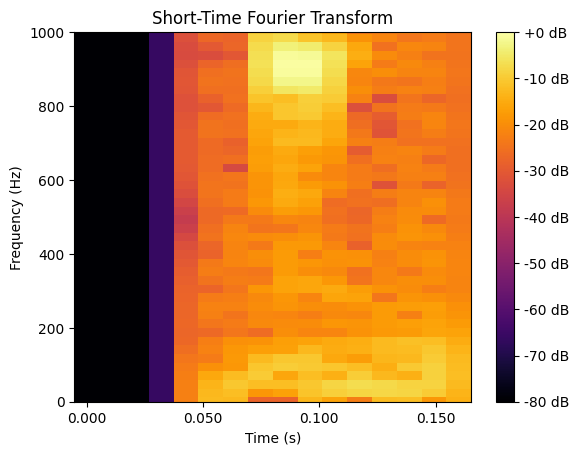 Short-Time Fourier Transform
1000
800
600
400
200
0
Frequency (Hz)
0.000
0.050
0.100
0.150
Time (s)
+0 dB
-10 dB
-20 dB
-30 dB
-40 dB
-50 dB
-60 dB
-70 dB
-80 dB